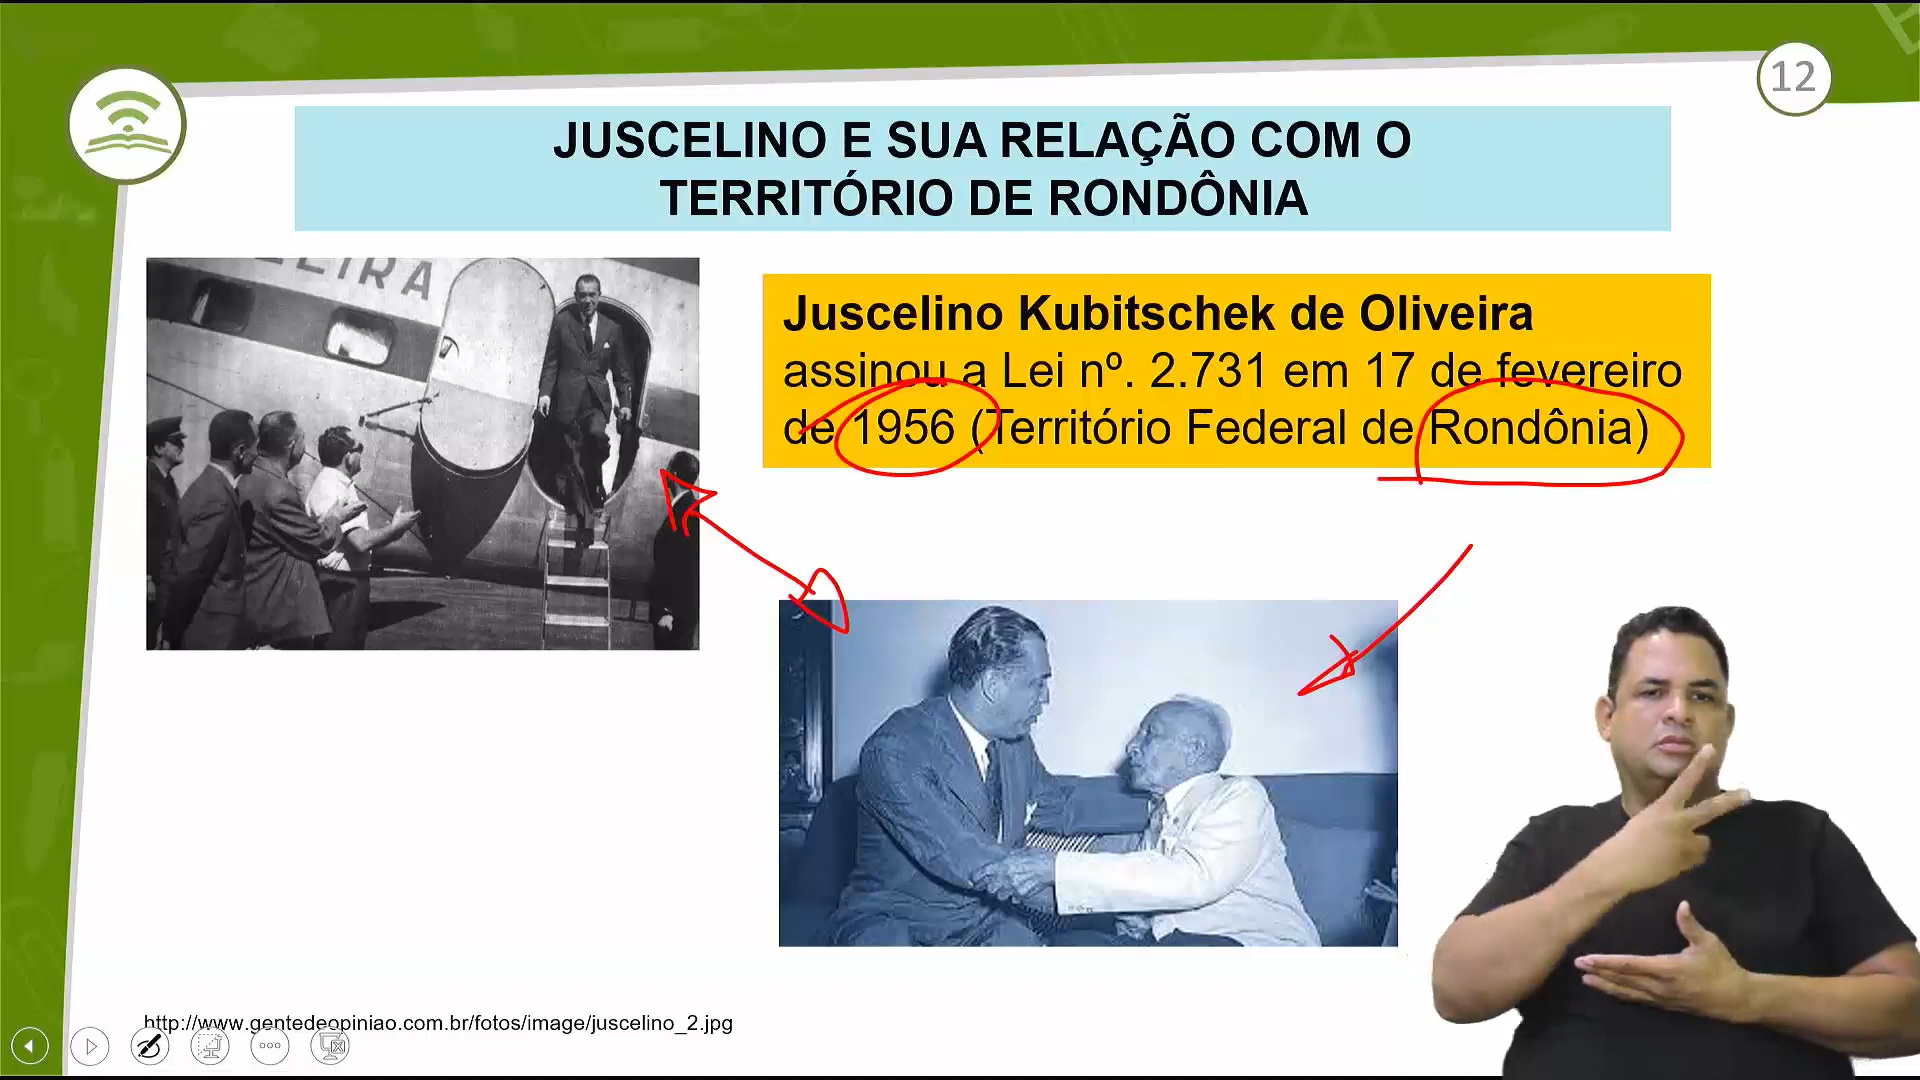 12
JUSCELINO E SUA RELAÇÃO COM O
TERRITÓRIO DE RONDÔNIA
Juscelino Kubitschek de Oliveira
assinou a Lei nº. 2.731 em 17 de fevereiro
de 1956 (Território Federal de Rondônia)
EIRA
http://www.gentedeopiniao.com.br/fotos/image/juscelino_2.jpg